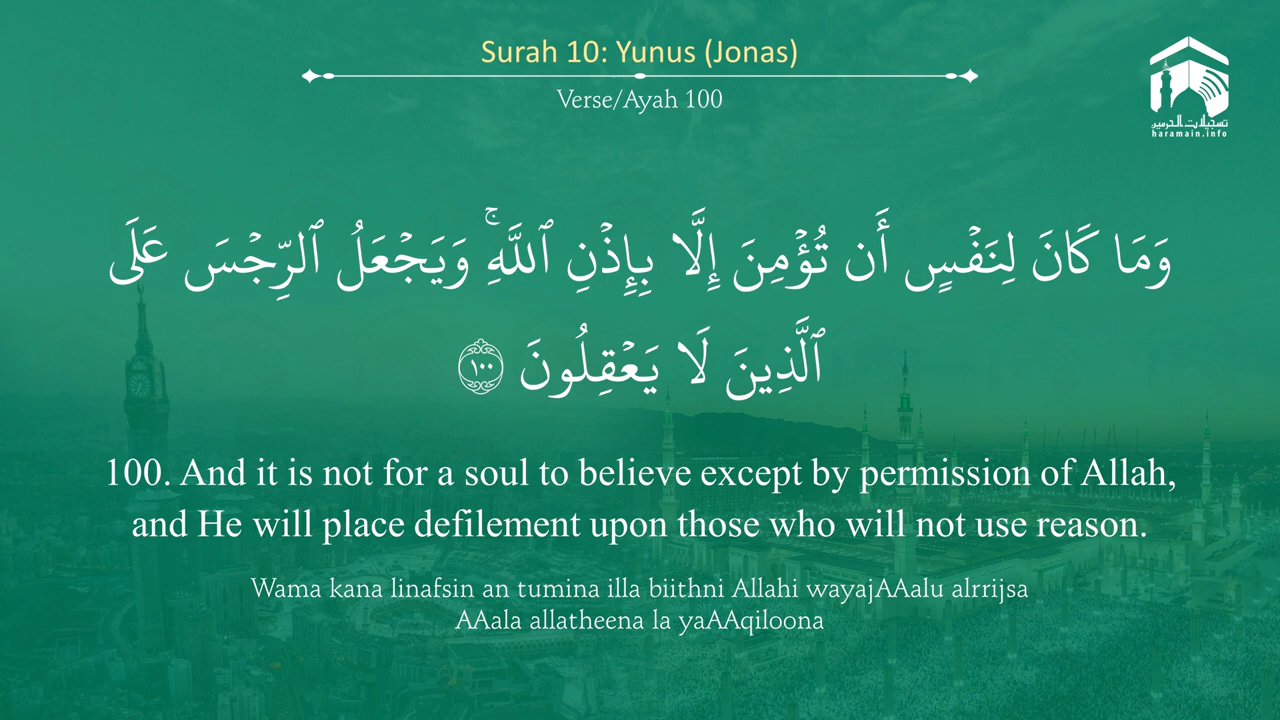 Surah 10: Yunus (Jonas)
Verse/Ayah 100
تسجيلات الحرمين
haramain.info
وَمَا كَانَ لِنَفْسٍ أَن تُؤْمِنَ إِلَّا بِإِذْنِ ٱللَّهِ ۚ وَيَجْعَلُ ٱلرِّجْسَ عَلَى
ٱلَّذِينَ لَا يَعْقِلُونَ ١٠٠
100. And it is not for a soul to believe except by permission of Allah,
and He will place defilement upon those who will not use reason.
Wama kana linafsin an tumina illa biithni Allahi wayajAAalu alrrijsa
AAala allatheena la yaAAqiloona